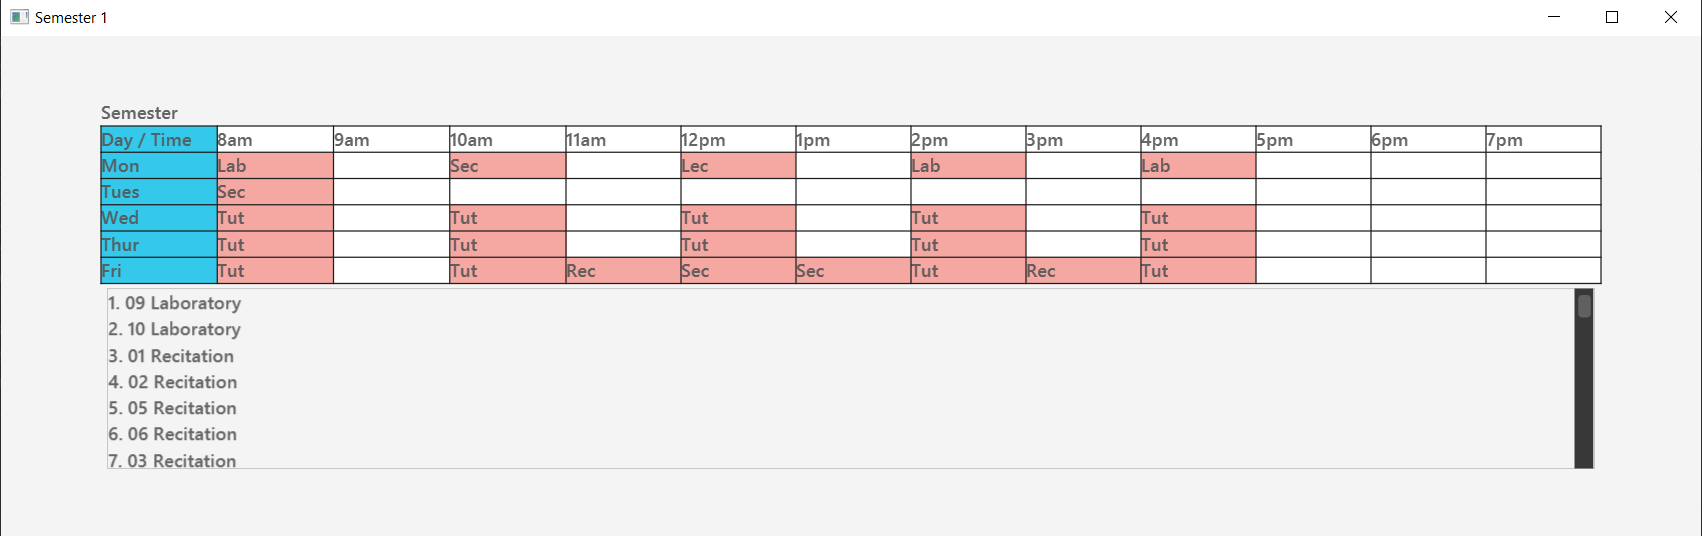 Semester 1
Semester
Day / Time 8am 9am 10am 11am 12pm 1pm 2pm 3pm 4pm 5pm 6pm 7pm
Mon Lab Sec Lec Lab Lab
Tues Sec
Wed Tut Tut Tut Tut Tut
Thur Tut Tut Tut Tut Tut
Fri Tut Tut Rec Sec Sec Tut Rec Tut
1. 09 Laboratory
2. 10 Laboratory
3. 01 Recitation
4. 02 Recitation
5. 05 Recitation
6. 06 Recitation
7. 03 Recitation